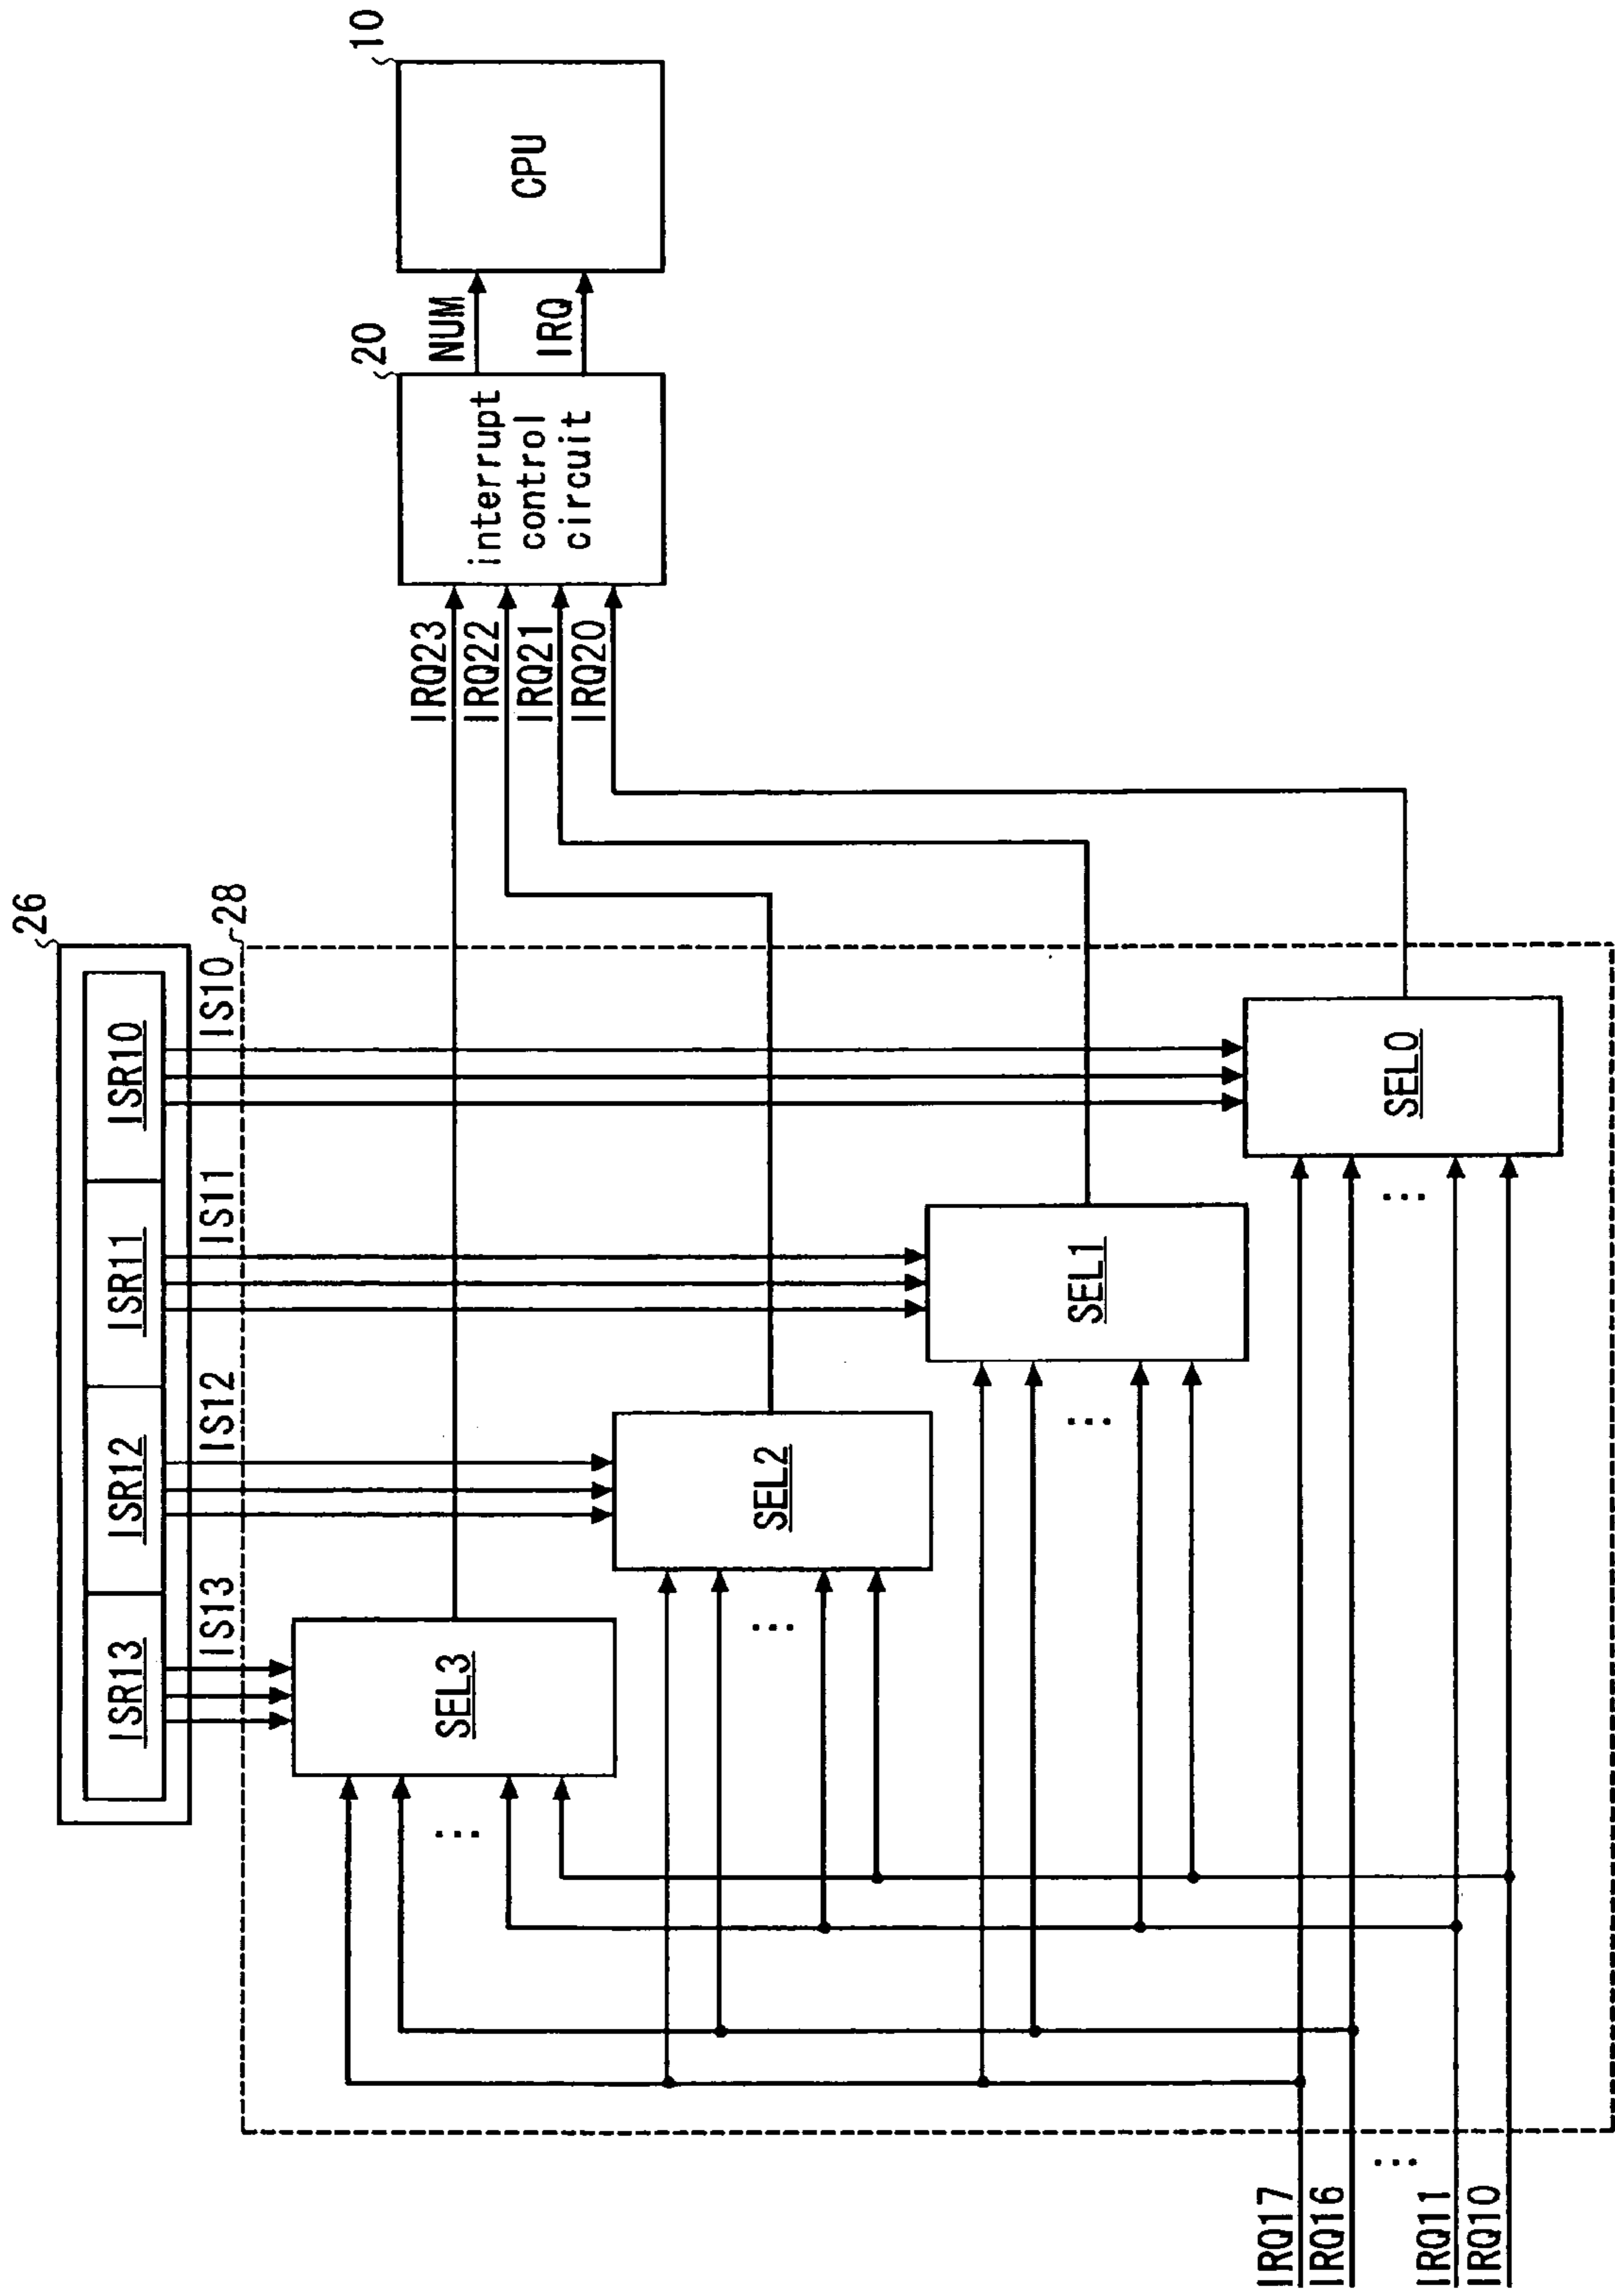 26
ISR13
ISR12
ISR11
ISR10
IS13
IS12
IS11
IS10
28
SEL3
SEL2
SEL1
SEL0
...
...
...
...
IRQ17
IRQ16
...
IRQ11
IRQ10
IRQ23
IRQ22
IRQ21
IRQ20
20
interrupt
control
circuit
NUM
IRQ
10
CPU